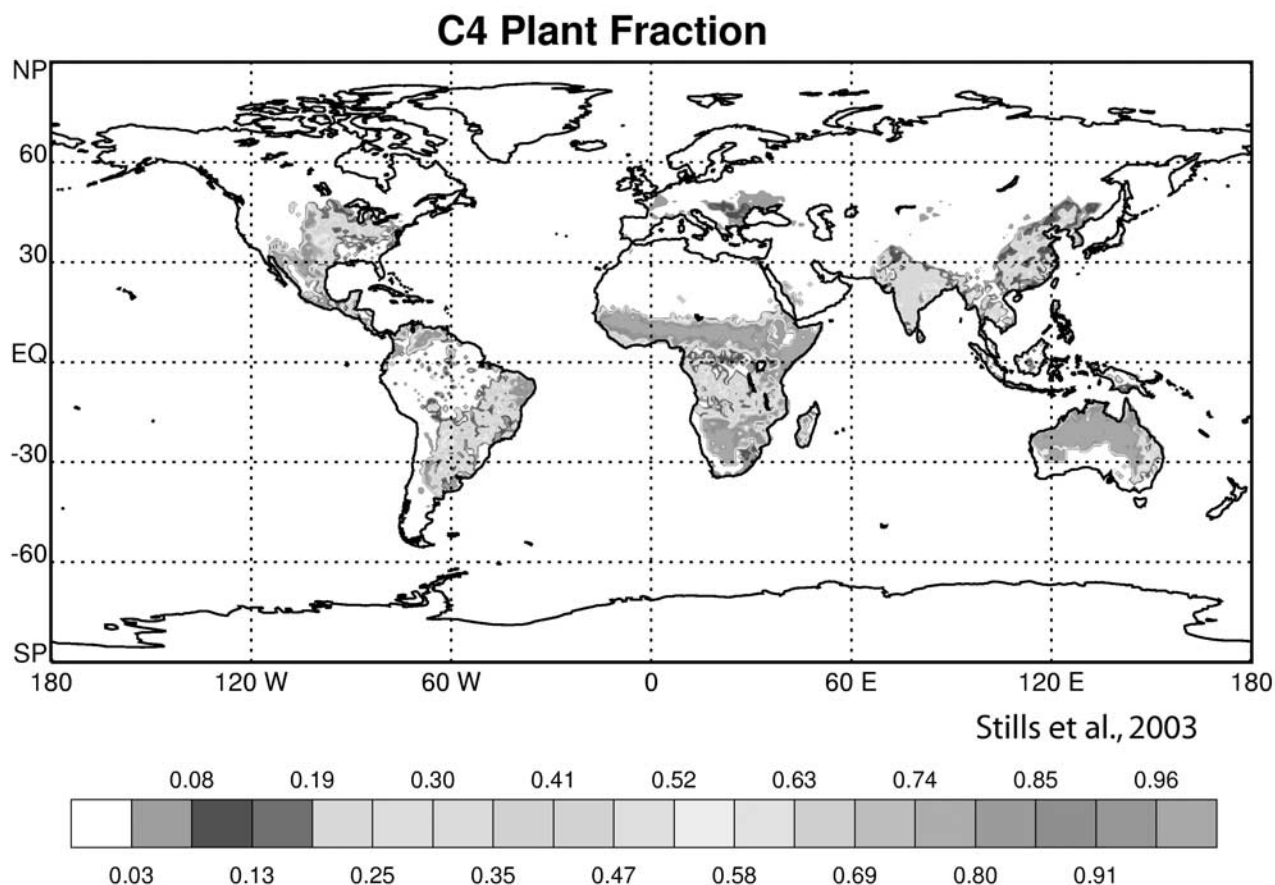 C4 Plant Fraction
NP
60
30
EQ
-30
-60
SP
180 120 W 60 W 0 60 E 120 E 180
Stills et al., 2003
0.08 0.19 0.30 0.41 0.52 0.63 0.74 0.85 0.96
0.03 0.13 0.25 0.35 0.47 0.58 0.69 0.80 0.91